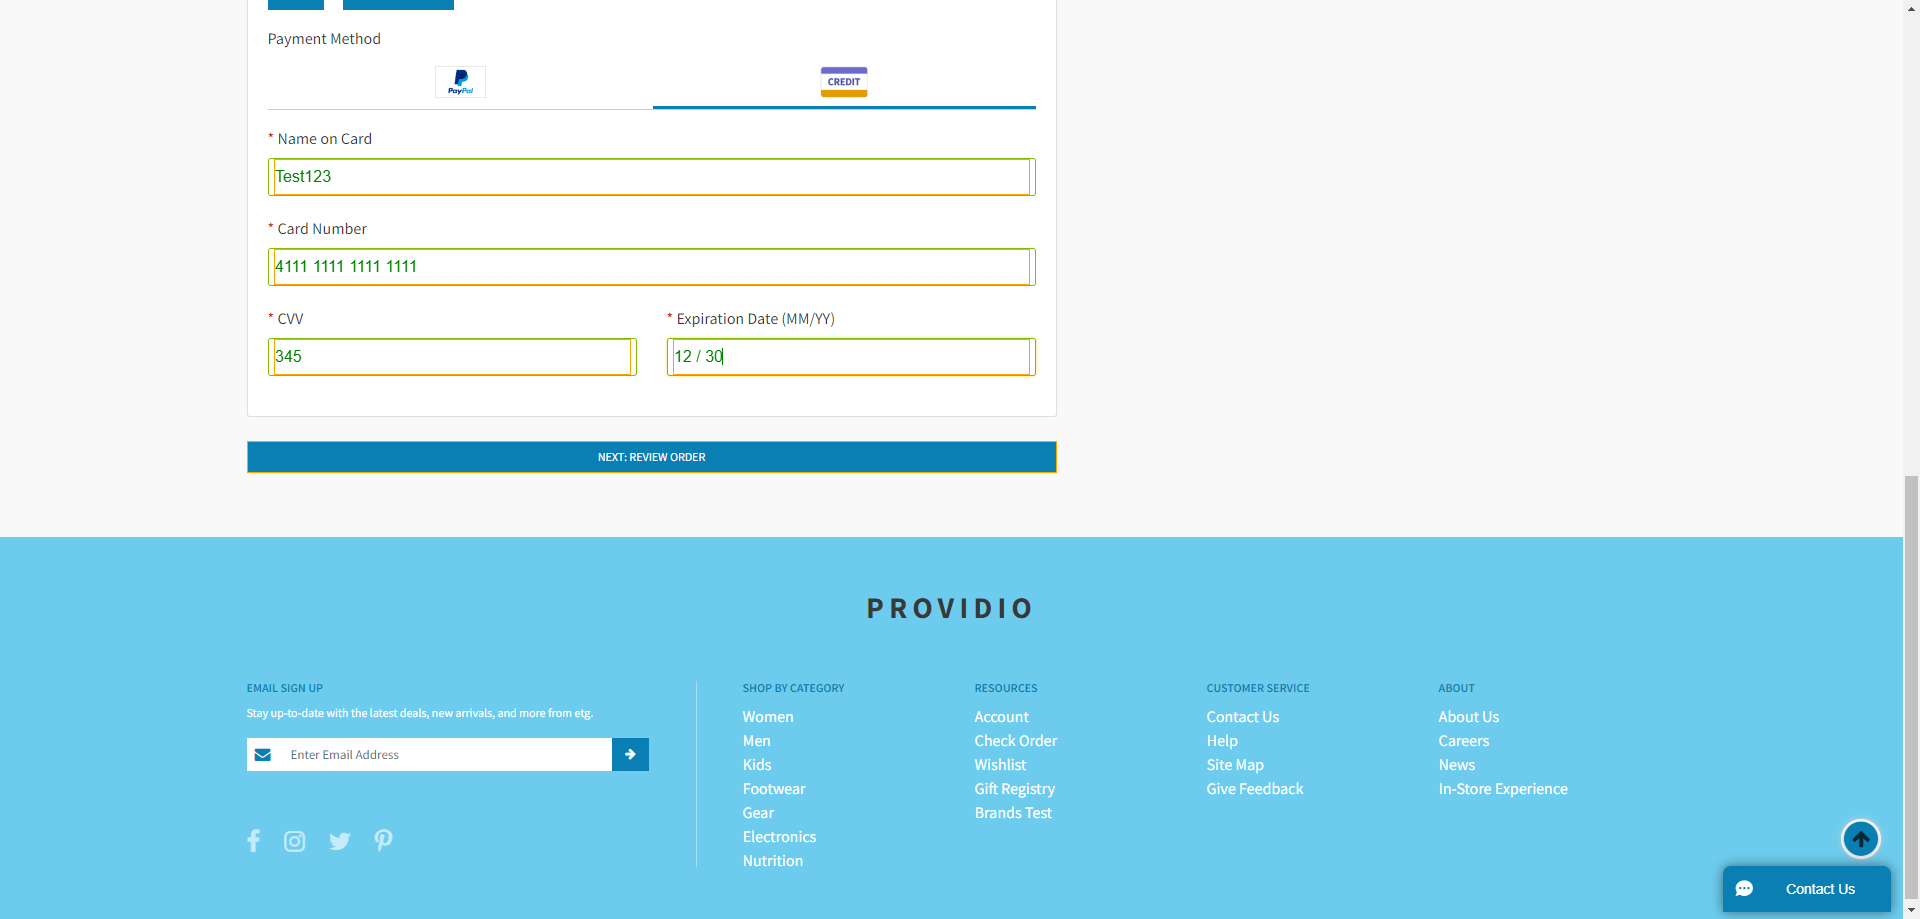 Payment Method
PayPal
CREDIT
* Name on Card
Test123
* Card Number
4111 1111 1111 1111
* CVV
* Expiration Date (MM/YY)
345
12 / 30
NEXT: REVIEW ORDER
PROVIDIO
EMAIL SIGN UP
Stay up-to-date with the latest deals, new arrivals, and more from etg.
Enter Email Address
SHOP BY CATEGORY
Women
Men
Kids
Footwear
Gear
Electronics
Nutrition
RESOURCES
Account
Check Order
Wishlist
Gift Registry
Brands Test
CUSTOMER SERVICE
Contact Us
Help
Site Map
Give Feedback
ABOUT
About Us
Careers
News
In-Store Experience
Contact Us